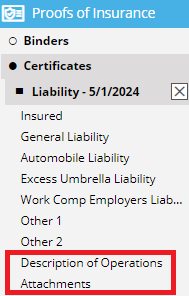 Proofs of Insurance
Binders
Certificates
Liability - 5/1/2024
Insured
General Liability
Automobile Liability
Excess Umbrella Liability
Work Comp Employers Liab...
Other 1
Other 2
Description of Operations
Attachments